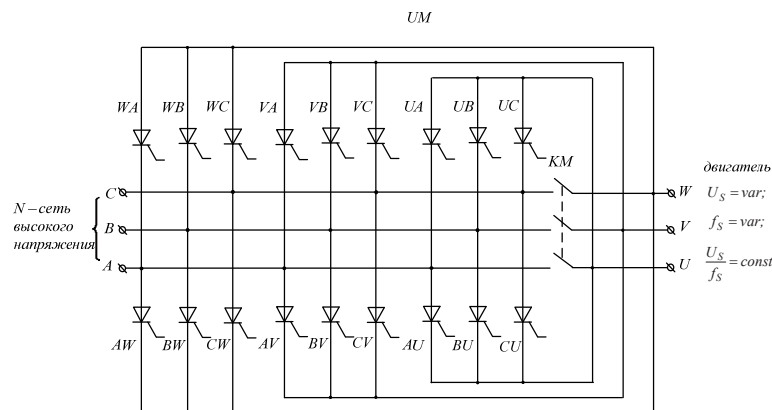 UM
WA WB WC VA VB VC UA UB UC
KM
двигатель
C
W U_S = var;
N – сеть
высокого
напряжения
B
V f_S = var;
A
U U_S/f_S = const
AW BW CW AV BV CV AU BU CU